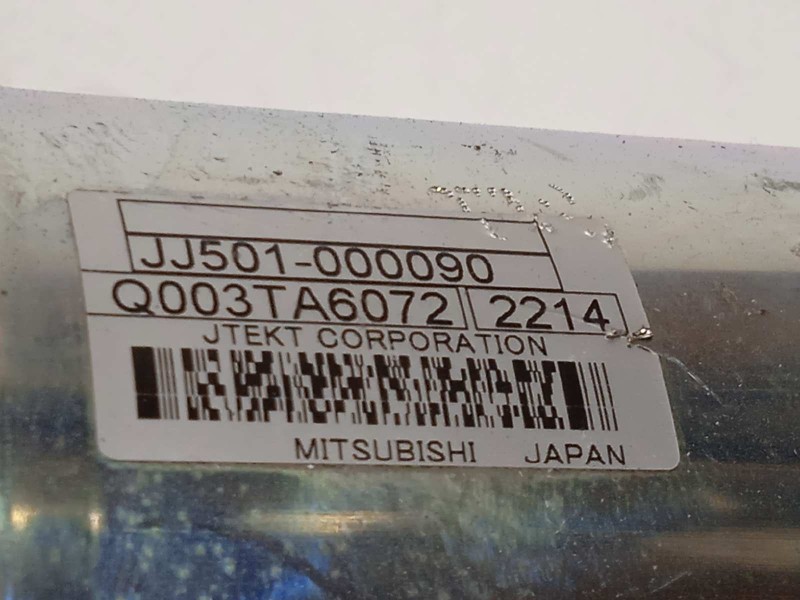 JJ501-000090
Q003TA6072 2214
JTEKT CORPORATION
MITSUBISHI JAPAN